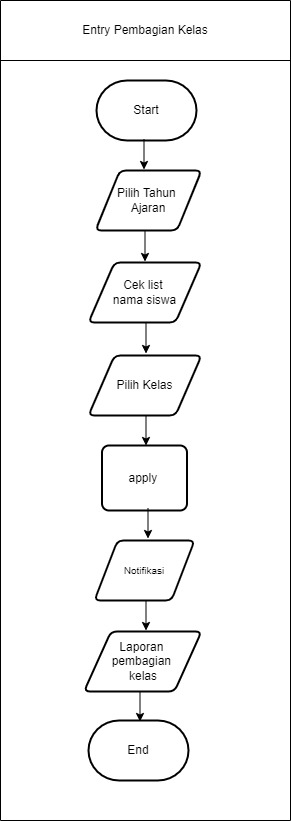 Entry Pembagian Kelas
Start
Pilih Tahun
Ajaran
Cek list
nama siswa
Pilih Kelas
apply
Notifikasi
Laporan
pembagian
kelas
End